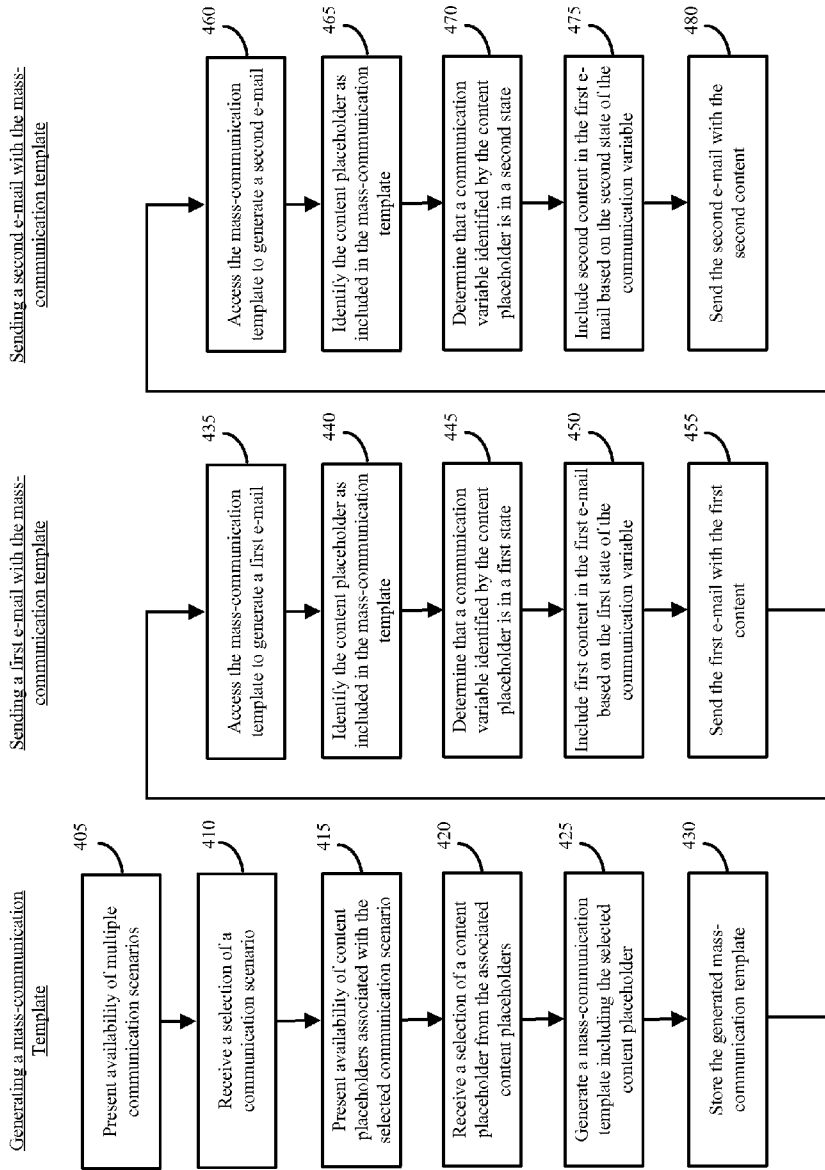 Generating a mass-communication
Template
405
Present availability of multiple
communication scenarios
410
Receive a selection of a
communication scenario
415
Present availability of content
placeholders associated with the
selected communication scenario
420
Receive a selection of a content
placeholder from the associated
content placeholders
425
Generate a mass-communication
template including the selected
content placeholder
430
Store the generated mass-
communication template
Sending a first e-mail with the mass-
communication template
435
Access the mass-communication
template to generate a first e-mail
440
Identify the content placeholder as
included in the mass-communication
template
445
Determine that a communication
variable identified by the content
placeholder is in a first state
450
Include first content in the first e-mail
based on the first state of the
communication variable
455
Send the first e-mail with the first
content
Sending a second e-mail with the mass-
communication template
460
Access the mass-communication
template to generate a second e-mail
465
Identify the content placeholder as
included in the mass-communication
template
470
Determine that a communication
variable identified by the content
placeholder is in a second state
475
Include second content in the first e-
mail based on the second state of the
communication variable
480
Send the second e-mail with the
second content